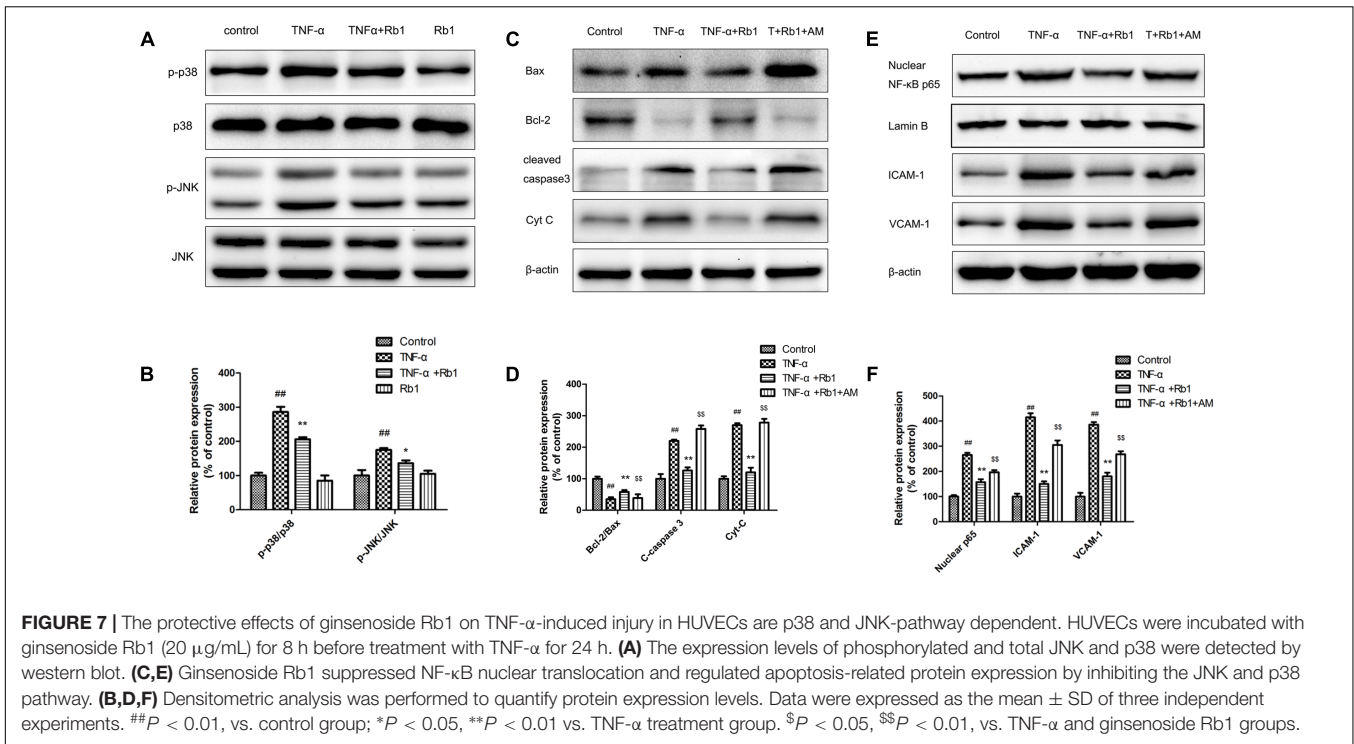 A
control TNF-α TNFα+Rb1 Rb1
p-p38
p38
p-JNK
JNK
C
Control TNF-α TNF-α+Rb1 T+Rb1+AM
Bax
Bcl-2
cleaved
caspase3
Cyt C
β-actin
E
Control TNF-α TNF-α+Rb1 T+Rb1+AM
Nuclear
NF-κB p65
Lamin B
ICAM-1
VCAM-1
β-actin
B
Relative protein expression
(% of control)
400
300
200
100
0
## ** ## *
p-p38/p38
p-JNK/JNK
Control
TNF-α
TNF-α +Rb1
Rb1
D
Relative protein expression
(% of control)
400
300
200
100
0
## ** $$ ## ** $$ ## ** $$
Bcl-2/Bax
C-caspase 3
Cyt-C
Control
TNF-α
TNF-α +Rb1
TNF-α +Rb1+AM
F
Relative protein expression
(% of control)
500
400
300
200
100
0
## ** $$ ## ** $$ ## ** $$
Nuclear p65
ICAM-1
VCAM-1
Control
TNF-α
TNF-α +Rb1
TNF-α +Rb1+AM
FIGURE 7 | The protective effects of ginsenoside Rb1 on TNF-α-induced injury in HUVECs are p38 and JNK-pathway dependent. HUVECs were incubated with
ginsenoside Rb1 (20 μg/mL) for 8 h before treatment with TNF-α for 24 h. (A) The expression levels of phosphorylated and total JNK and p38 were detected by
western blot. (C,E) Ginsenoside Rb1 suppressed NF-κB nuclear translocation and regulated apoptosis-related protein expression by inhibiting the JNK and p38
pathway. (B,D,F) Densitometric analysis was performed to quantify protein expression levels. Data were expressed as the mean ± SD of three independent
experiments. ##P < 0.01, vs. control group; *P < 0.05, **P < 0.01 vs. TNF-α treatment group. $P < 0.05, $$P < 0.01, vs. TNF-α and ginsenoside Rb1 groups.